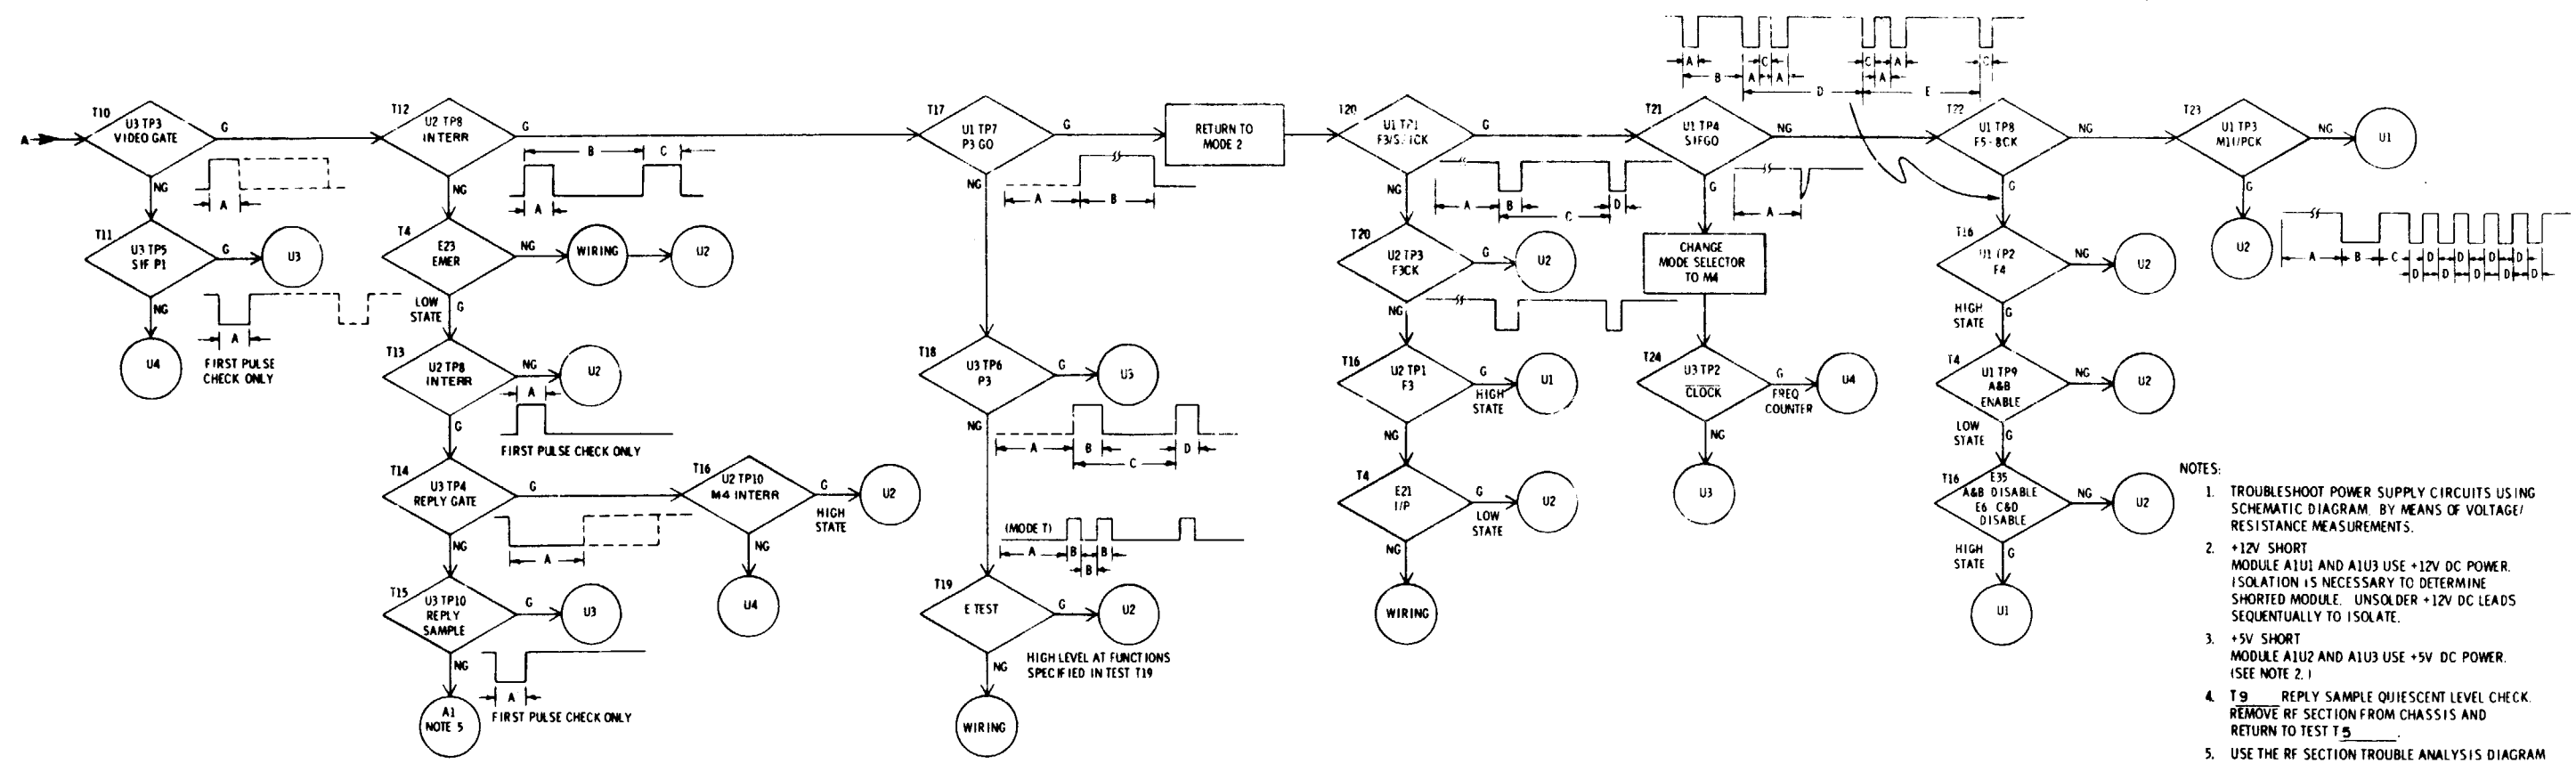 A
T10
U3 TP3
VIDEO GATE
G
NG
A
T11
U3 TP5
SIF P1
G
U3
NG
A
FIRST PULSE
CHECK ONLY
U4
T12
U2 TP8
INTERR
G
NG
B
C
A
T4
E23
EMER
NG
WIRING
U2
LOW
STATE
G
T13
U2 TP8
INTERR
NG
U2
A
G
FIRST PULSE CHECK ONLY
T14
U3 TP4
REPLY GATE
G
NG
A
T16
U2 TP10
M4 INTERR
G
HIGH
STATE
U2
NG
U4
T15
U3 TP10
REPLY
SAMPLE
G
U3
NG
A
FIRST PULSE CHECK ONLY
A1
NOTE 5
T17
U1 TP7
P3 GO
G
NG
A
B
RETURN TO
MODE 2
T18
U3 TP6
P3
G
NG
A
B
D
C
(MODE T)
A
B
B
B
T19
E TEST
G
U2
NG
HIGH LEVEL AT FUNCTIONS
SPECIFIED IN TEST T19
WIRING
T20
U1 TP1
G
NG
A
B
C
D
T20
U2 TP3
F3CK
G
U2
NG
T16
U2 TP1
F3
G
HIGH
STATE
U1
NG
T4
E21
I/P
G
LOW
STATE
U2
NG
WIRING
A
C
B
A
A
D
C
A
A
C
E
T21
U1 TP4
SIFGO
NG
G
A
CHANGE
MODE SELECTOR
TO M4
T24
U3 TP2
CLOCK
G
FREQ
COUNTER
U4
NG
U3
T22
U1 TP8
F5-8CK
NG
G
T16
U1 TP2
F4
NG
U2
HIGH
STATE
G
T4
U1 TP9
A&B
ENABLE
NG
U2
LOW
STATE
G
T16
E35
A&B DISABLE
E6 C&D
DISABLE
NG
U2
HIGH
STATE
G
U1
T23
U1 TP3
NG
U1
G
U2
A
B
C
D
D
D
D
D
D
D
D
D
NOTES:
1. TROUBLESHOOT POWER SUPPLY CIRCUITS USING
SCHEMATIC DIAGRAM. BY MEANS OF VOLTAGE/
RESISTANCE MEASUREMENTS.
2. +12V SHORT
MODULE A1U1 AND A1U3 USE +12V DC POWER.
ISOLATION IS NECESSARY TO DETERMINE
SHORTED MODULE. UNSOLDER +12V DC LEADS
SEQUENTUALLY TO ISOLATE.
3. +5V SHORT
MODULE A1U2 AND A1U3 USE +5V DC POWER.
(SEE NOTE 2.)
4. T9 REPLY SAMPLE QUIESCENT LEVEL CHECK.
REMOVE RF SECTION FROM CHASSIS AND
RETURN TO TEST T5.
5. USE THE RF SECTION TROUBLE ANALYSIS DIAGRAM